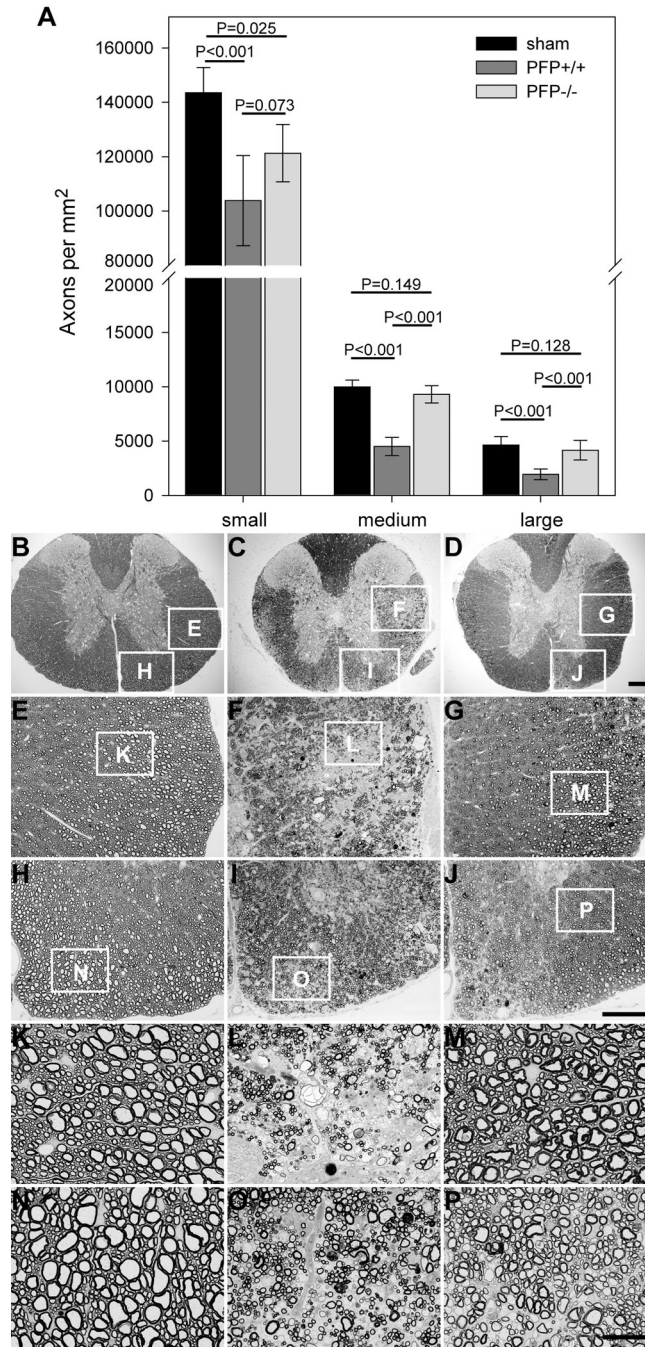 A
160000
140000
120000
100000
80000
20000
15000
10000
5000
0
Axons per mm²
P=0.025
P<0.001
P=0.073
P=0.149
P<0.001
P<0.001
P=0.128
P<0.001
P<0.001
sham
PFP+/+
PFP-/-
small medium large
B C D
E F G
H I J
E F G
K L M
H I J
N O P
K L M
N O P